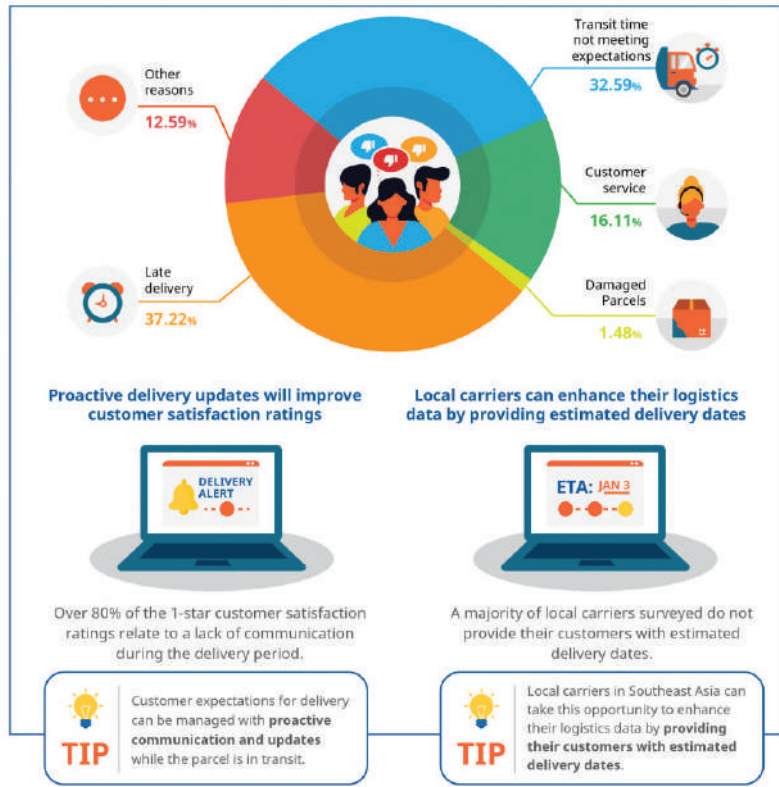 Other
reasons
12.59%
Transit time
not meeting
expectations
32.59%
Customer
service
16.11%
Late
delivery
37.22%
Damaged
Parcels
1.48%
Proactive delivery updates will improve
customer satisfaction ratings
DELIVERY
ALERT
Over 80% of the 1-star customer satisfaction
ratings relate to a lack of communication
during the delivery period.
TIP
Customer expectations for delivery
can be managed with proactive
communication and updates
while the parcel is in transit.
Local carriers can enhance their logistics
data by providing estimated delivery dates
ETA: JAN 3
A majority of local carriers surveyed do not
provide their customers with estimated
delivery dates.
TIP
Local carriers in Southeast Asia can
take this opportunity to enhance
their logistics data by providing
their customers with estimated
delivery dates.